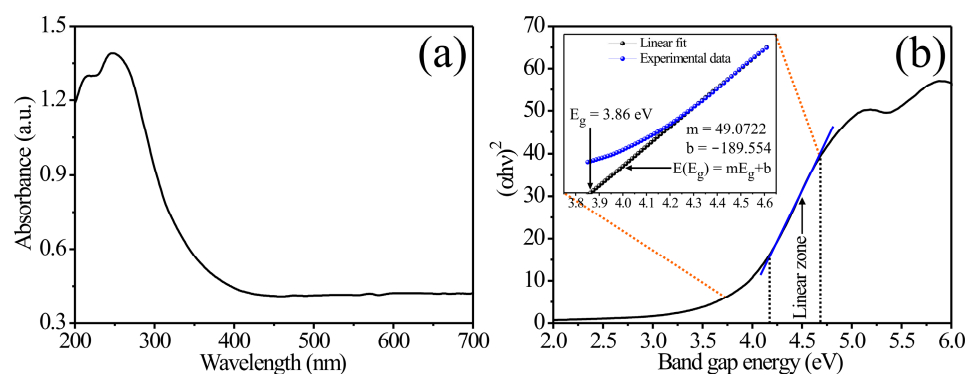 (a)
Absorbance (a.u.)
1.5
1.2
0.9
0.6
0.3
200 300 400 500 600 700
Wavelength (nm)
(b)
(αhν)²
70
60
50
40
30
20
10
0
2.0 2.5 3.0 3.5 4.0 4.5 5.0 5.5 6.0
Band gap energy (eV)
Linear zone
Linear fit
Experimental data
E_g = 3.86 eV
m = 49.0722
b = −189.554
E(E_g) = mE_g+b
3.8 3.9 4.0 4.1 4.2 4.3 4.4 4.5 4.6